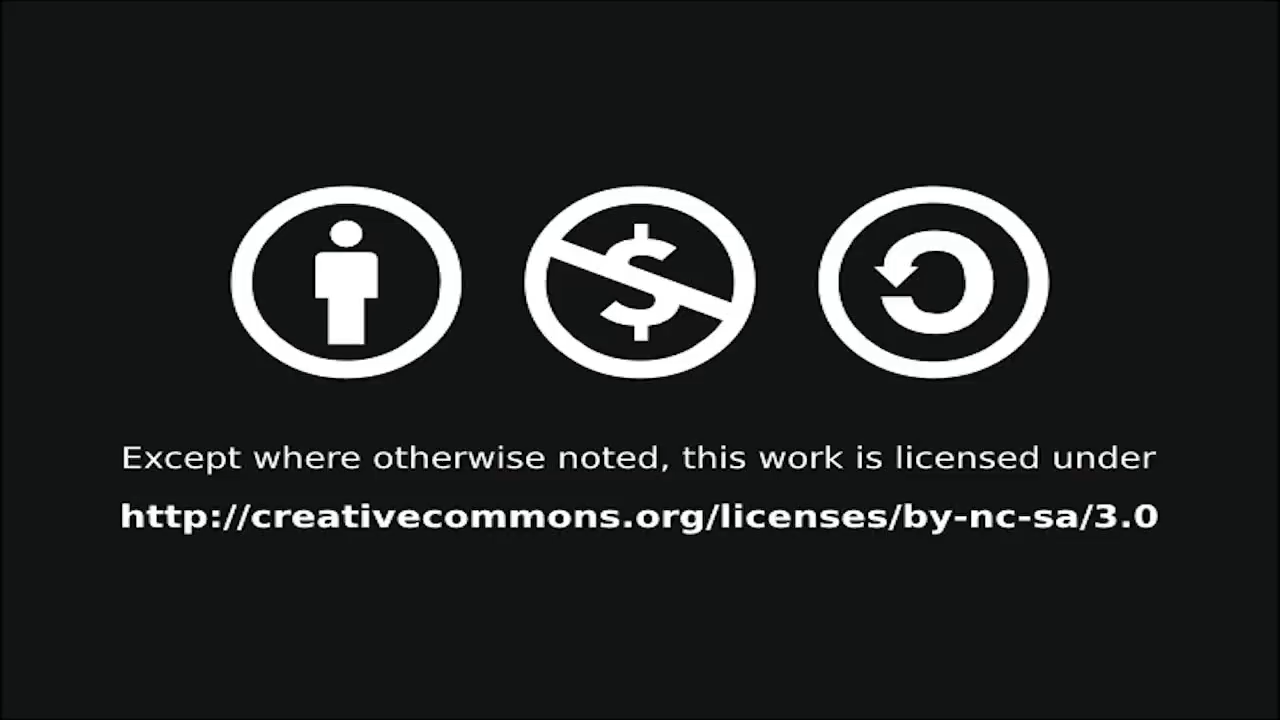 Except where otherwise noted, this work is licensed under
http://creativecommons.org/licenses/by-nc-sa/3.0